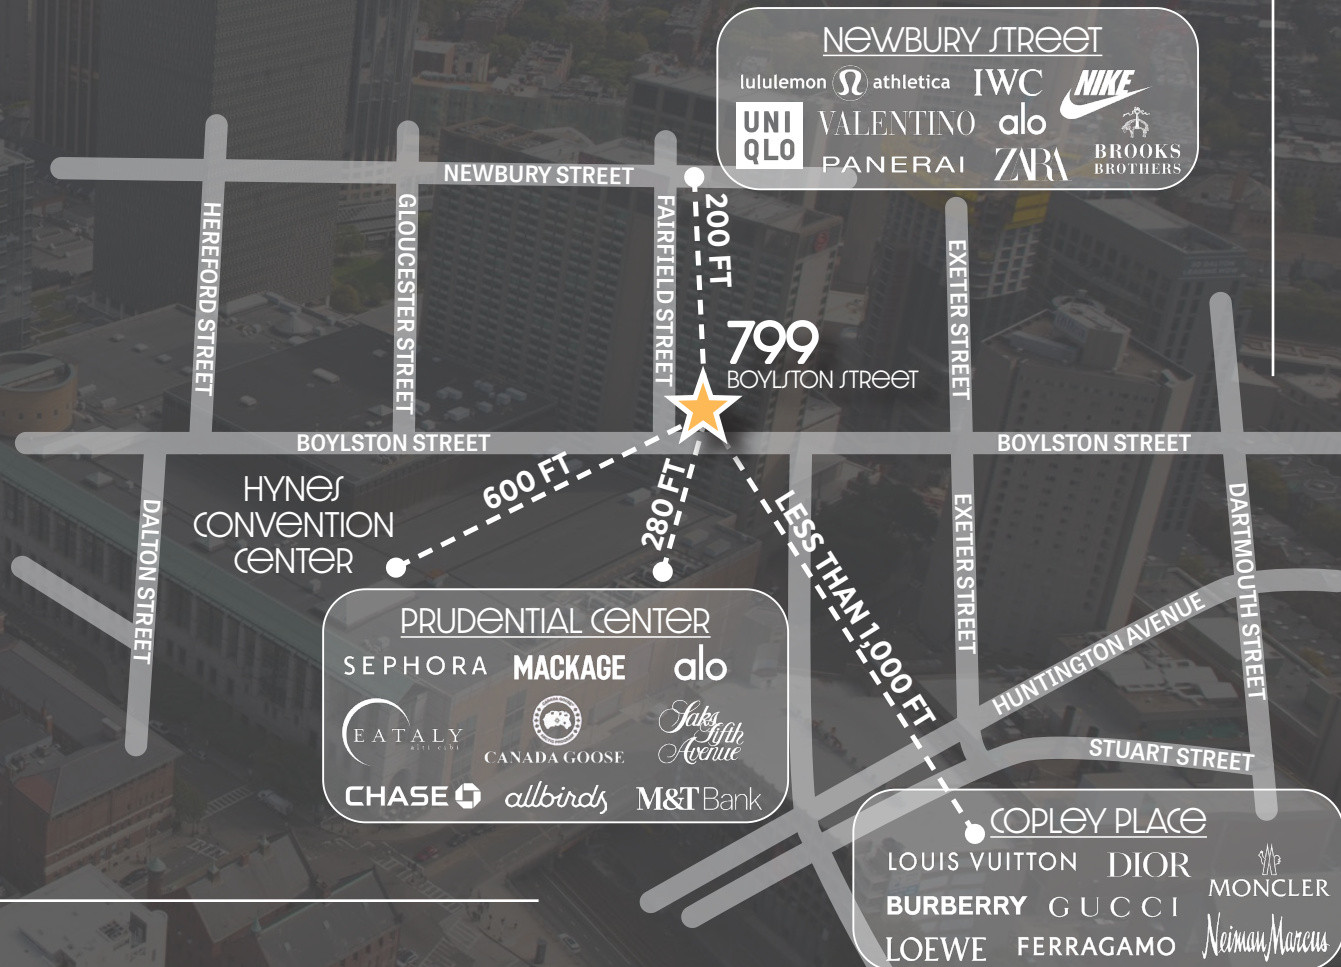 NEWBURY STREET
lululemon athletica
IWC
NIKE
UNI
QLO
VALENTINO
alo
PANERAI
ZARA
BROOKS
BROTHERS
NEWBURY STREET
HEREFORD STREET
GLOUCESTER STREET
FAIRFIELD STREET
200 FT
EXETER STREET
799
BOYLSTON STREET
BOYLSTON STREET
BOYLSTON STREET
HYNES
CONVENTION
CENTER
600 FT
280 FT
LESS THAN 1,000 FT
DALTON STREET
EXETER STREET
DARTMOUTH STREET
HUNTINGTON AVENUE
STUART STREET
PRUDENTIAL CENTER
SEPHORA
MACKAGE
alo
EATALY
alti cibi
CANADA GOOSE
Saks
Fifth
Avenue
CHASE
allbirds
M&T Bank
COPLEY PLACE
LOUIS VUITTON
DIOR
MONCLER
BURBERRY
GUCCI
LOEWE
FERRAGAMO
Neiman Marcus